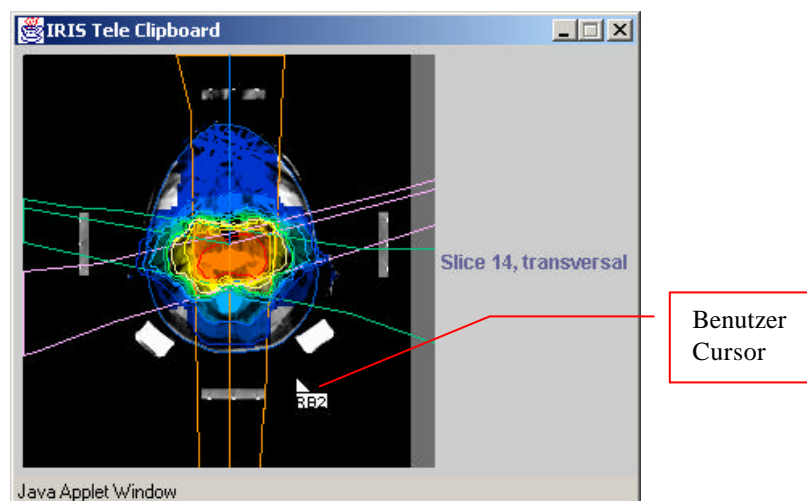 IRIS Tele Clipboard
Slice 14, transversal
Benutzer
Cursor
RB2
Java Applet Window